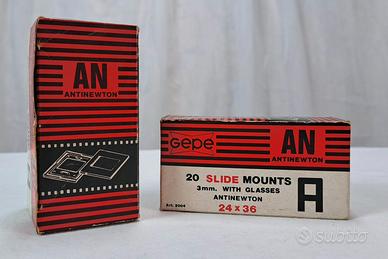 AN
ANTINEWTON
GePe
AN
ANTINEWTON
20 SLIDE MOUNTS
3mm. WITH GLASSES
ANTINEWTON
24 x 36
A
Art. 2004
subito